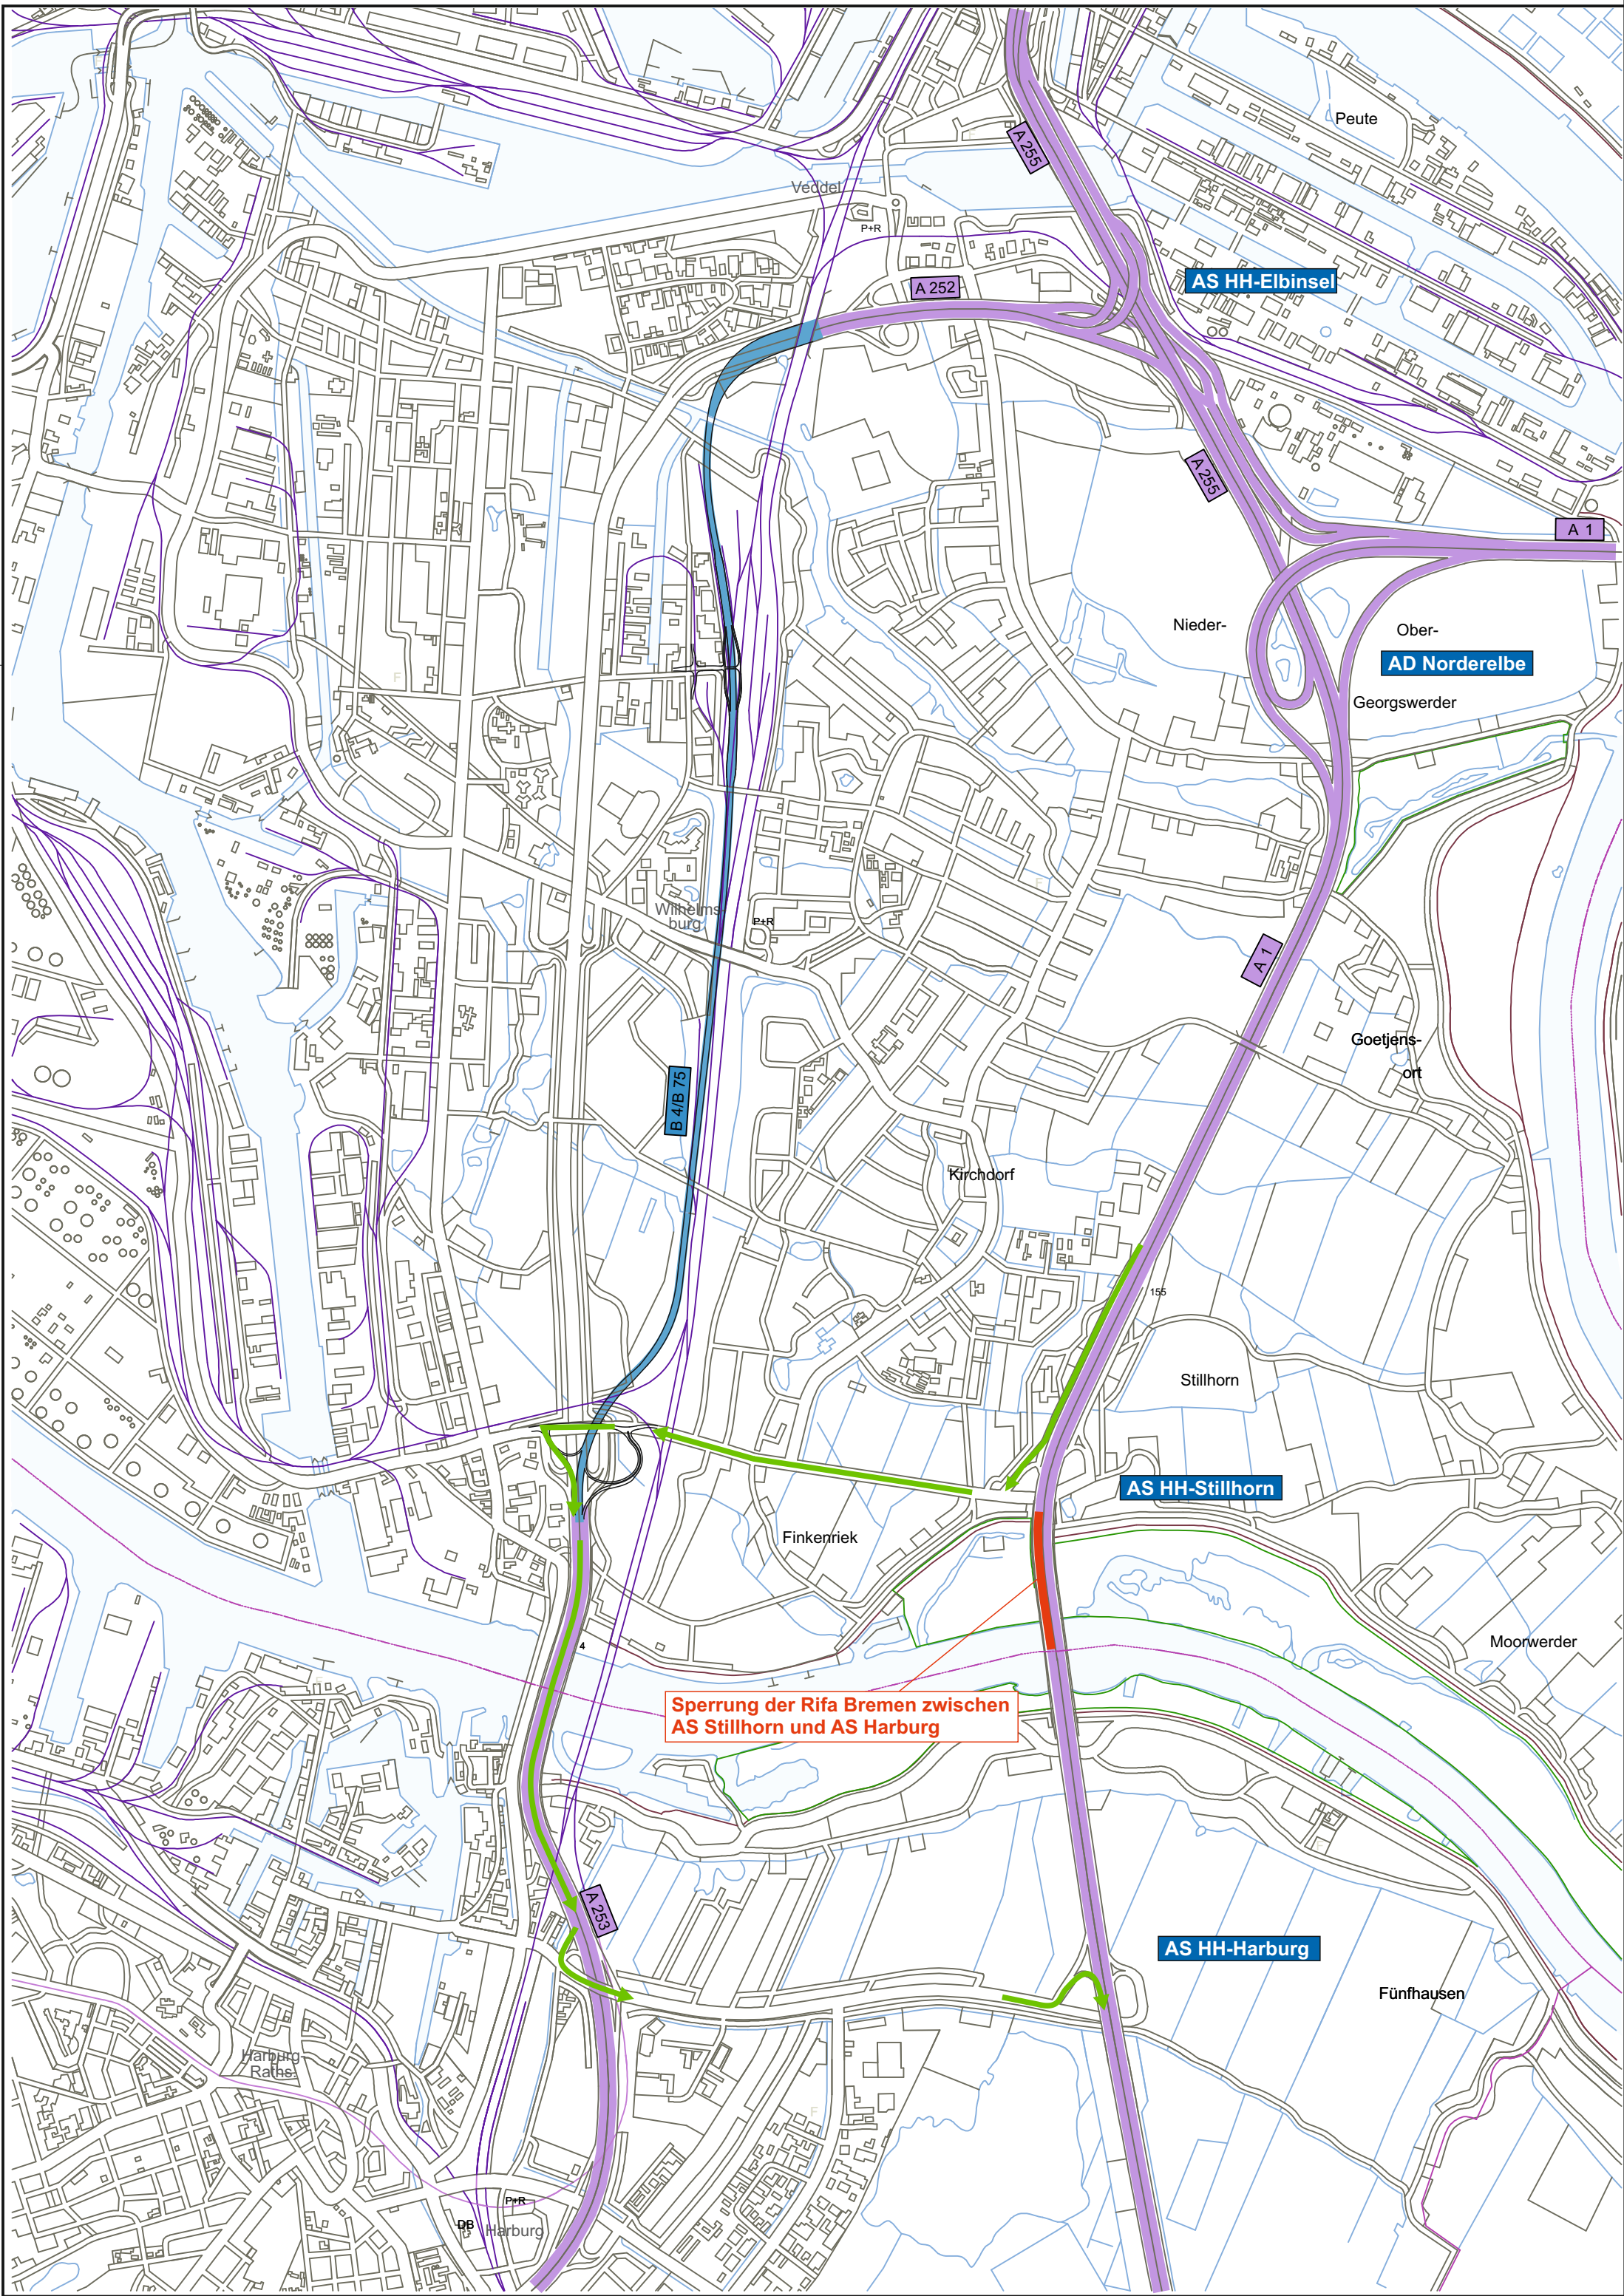 Peute
A 255
Veddel
P+R
AS HH-Elbinsel
A 252
A 255
A 1
Nieder-
Ober-
AD Norderelbe
Georgswerder
F
F
Wilhelms-
burg
P+R
A 1
Goetjens-
ort
B 4/B 75
Kirchdorf
155
Stillhorn
AS HH-Stillhorn
Finkenriek
4
Moorwerder
Sperrung der Rifa Bremen zwischen
AS Stillhorn und AS Harburg
A 253
AS HH-Harburg
Fünfhausen
Harburg-
Raths.
F
P+R
DB
Harburg